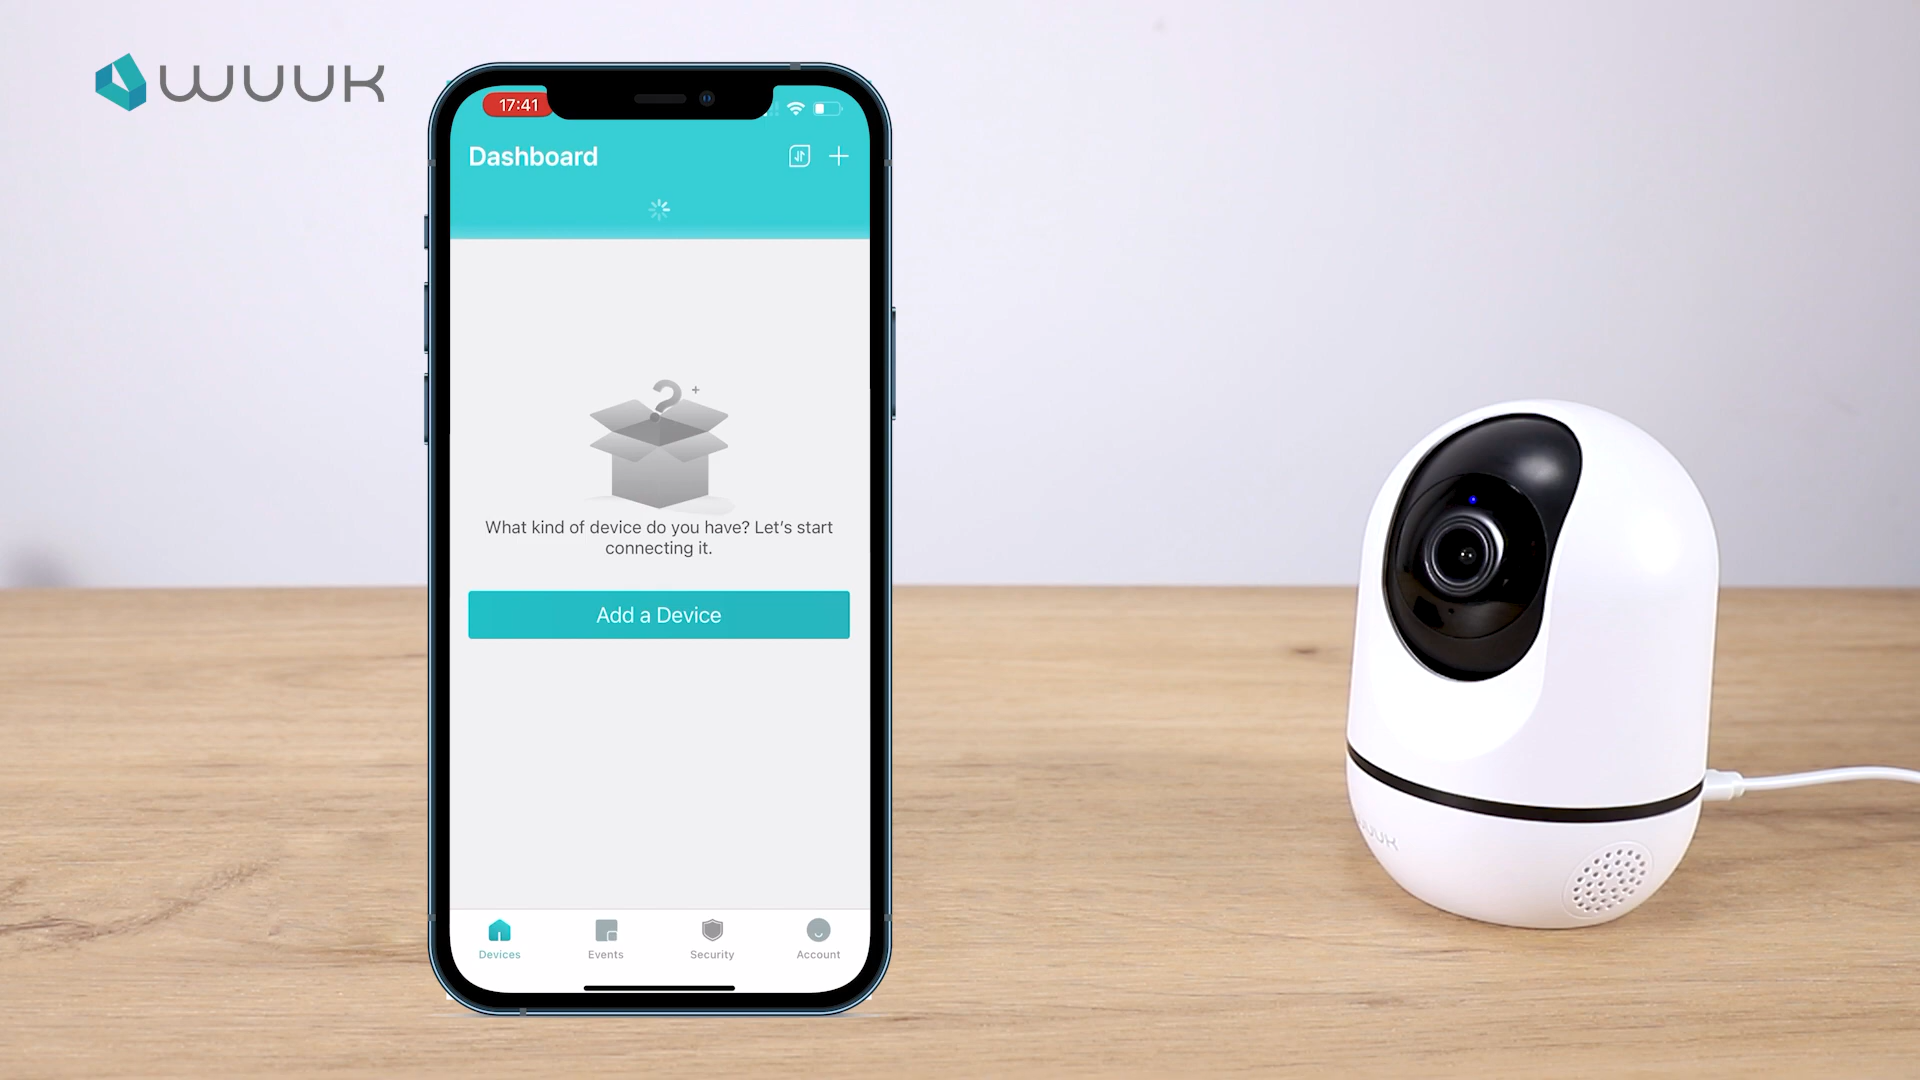 WUUK
17:41
Dashboard
What kind of device do you have? Let's start
connecting it.
Add a Device
Devices
Events
Security
Account
WUUK